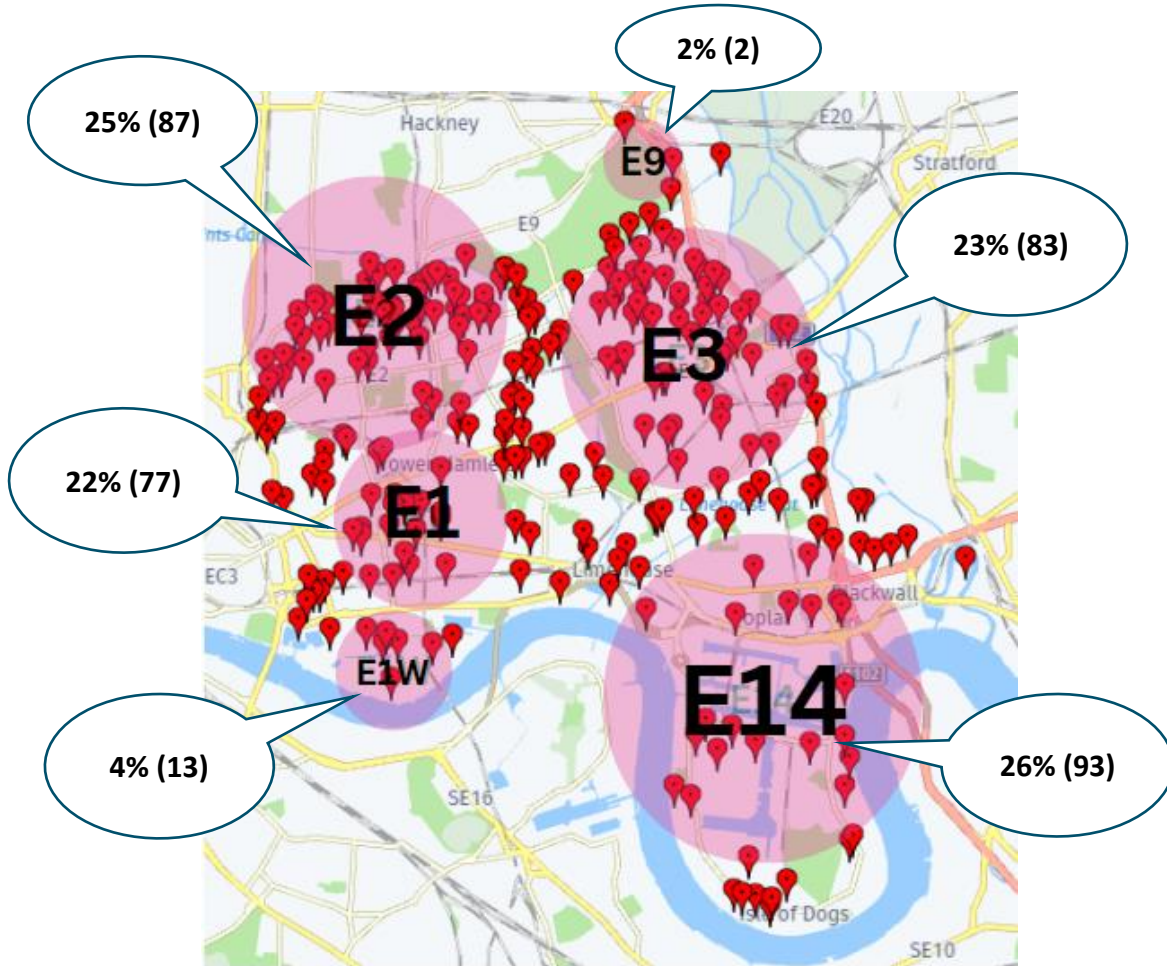 2% (2)
25% (87)
Hackney
E20
E9
Stratford
E9
23% (83)
E2
E3
E2
22% (77)
E1
EC3
Limehouse
Blackwall
E1W
E14
4% (13)
26% (93)
SE16
Isle of Dogs
SE10